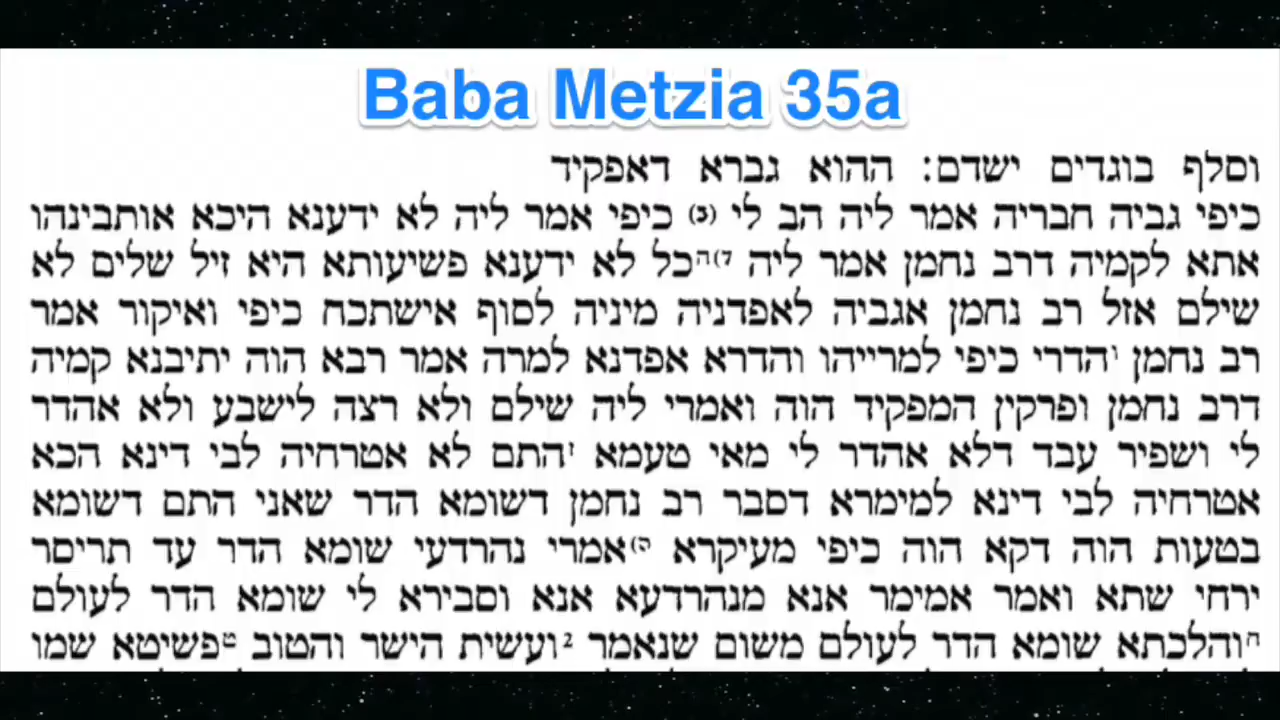 Baba Metzia 35a
וסלף בוגדים ישדם: ההוא גברא דאפקיד
כיפי גביה חבריה אמר ליה הב לי (3) כיפי אמר ליה לא ידענא היכא אותבינהו
אתא לקמיה דרב נחמן אמר ליה ד)ה כל לא ידענא פשיעותא היא זיל שלים לא
שילם אזל רב נחמן אגביה לאפדניה מיניה לסוף אישתכח כיפי ואיקור אמר
רב נחמן ו הדרי כיפי למרייהו והדרא אפדנא למרה אמר רבא הוה יתיבנא קמיה
דרב נחמן ופרקין המפקיד הוה ואמרי ליה שילם ולא רצה לישבע ולא אהדר
לי ושפיר עבד דלא אהדר לי מאי טעמא ז התם לא אטרחיה לבי דינא הכא
אטרחיה לבי דינא למימרא דסבר רב נחמן דשומא הדר שאני התם דשומא
בטעות הוה דקא הוה כיפי מעיקרא ה) אמרי נהרדעי שומא הדר עד תריסר
ירחי שתא ואמר אמימר אנא מנהרדעא אנא וסבירא לי שומא הדר לעולם
ח והלכתא שומא הדר לעולם משום שנאמר 2 ועשית הישר והטוב ט פשיטא שמו